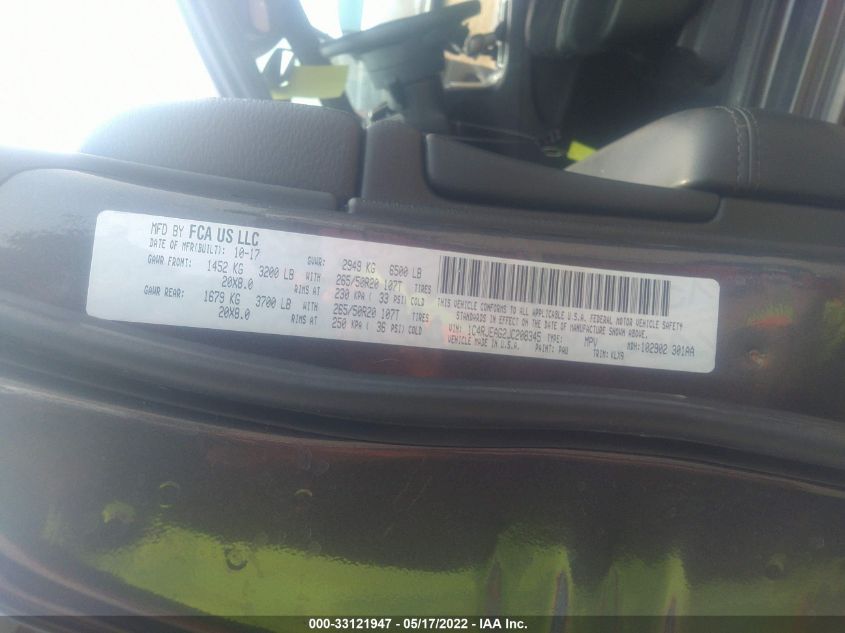 MFD BY FCA US LLC
DATE OF MFR(BUILT): 10-17 GVWR: 2949 KG 6500 LB
GAWR FRONT: 1452 KG 3200 LB WITH 265/50R20 107T TIRES
20X8.0 RIMS AT 230 KPA ( 33 PSI) COLD
GAWR REAR: 1679 KG 3700 LB WITH 265/50R20 107T TIRES
20X8.0 RIMS AT 250 KPA ( 36 PSI) COLD
THIS VEHICLE CONFORMS TO ALL APPLICABLE U.S.A. FEDERAL MOTOR VEHICLE SAFETY
STANDARDS IN EFFECT ON THE DATE OF MANUFACTURE SHOWN ABOVE.
VIN: 1C4RJEAG2JC208345 TYPE: MPV MDH:102902 301AA
VEHICLE MADE IN U.S.A. PAINT: PAU TRIM: KLX9
000-33121947 - 05/17/2022 - IAA Inc.